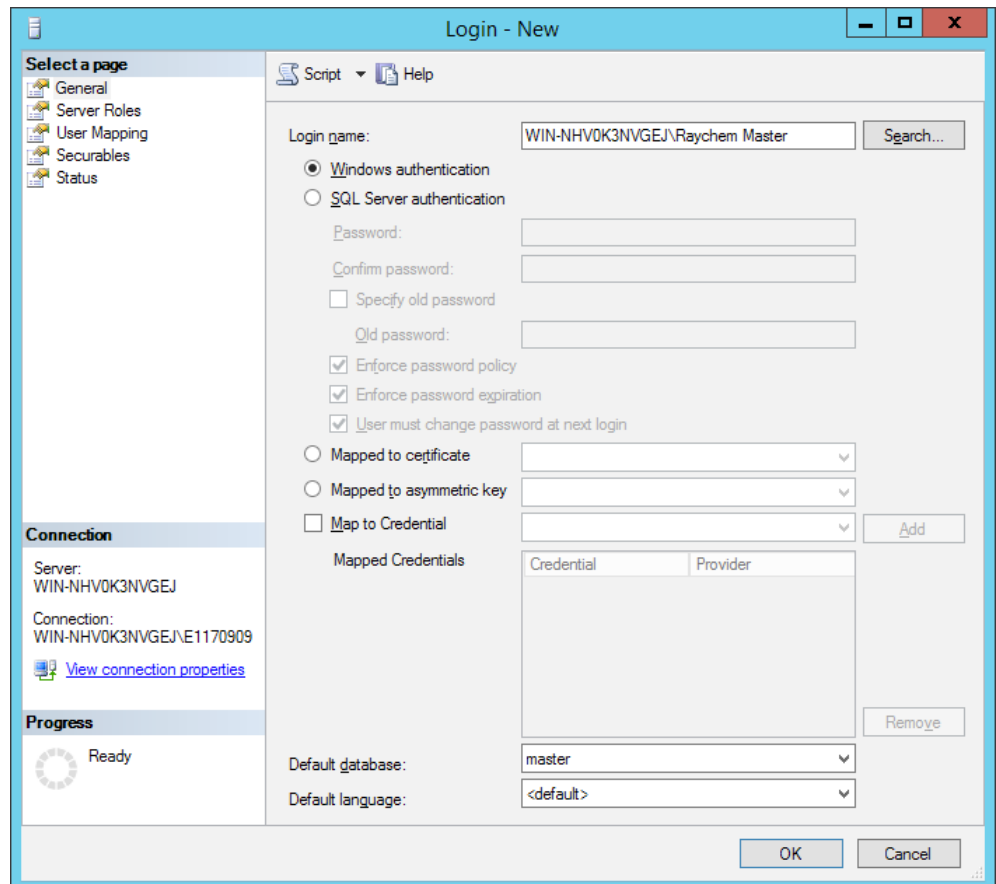 Login - New
Select a page
General
Server Roles
User Mapping
Securables
Status
Script
Help
Login name:
WIN-NHV0K3NVGEJ\Raychem Master
Search...
Windows authentication
SQL Server authentication
Password:
Confirm password:
Specify old password
Old password:
Enforce password policy
Enforce password expiration
User must change password at next login
Mapped to certificate
Mapped to asymmetric key
Map to Credential
Add
Mapped Credentials
Credential
Provider
Remove
Default database:
master
Default language:
<default>
Connection
Server:
WIN-NHV0K3NVGEJ
Connection:
WIN-NHV0K3NVGEJ\E1170909
View connection properties
Progress
Ready
OK
Cancel